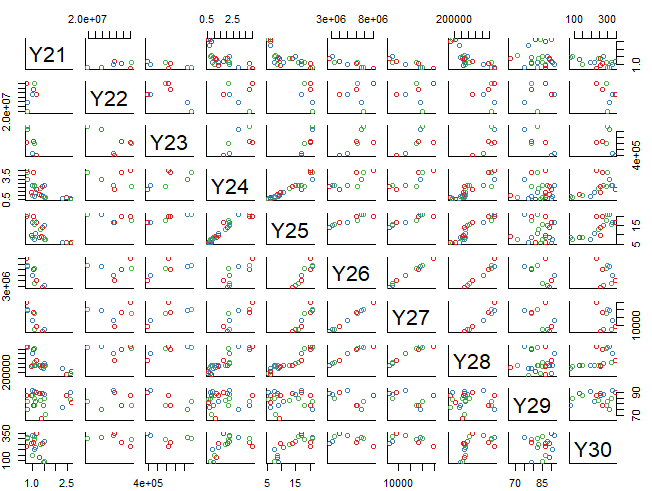 2.0e+07 0.5 2.5 3e+06 8e+06 200000 100 300
Y21 1.0
2.0e+07 Y22
Y23 4e+05
0.5 3.5 Y24
Y25 5 15
3e+06 Y26
Y27 10000
200000 Y28
Y29 70 90
100 350 Y30
1.0 2.5 4e+05 5 15 10000 70 85